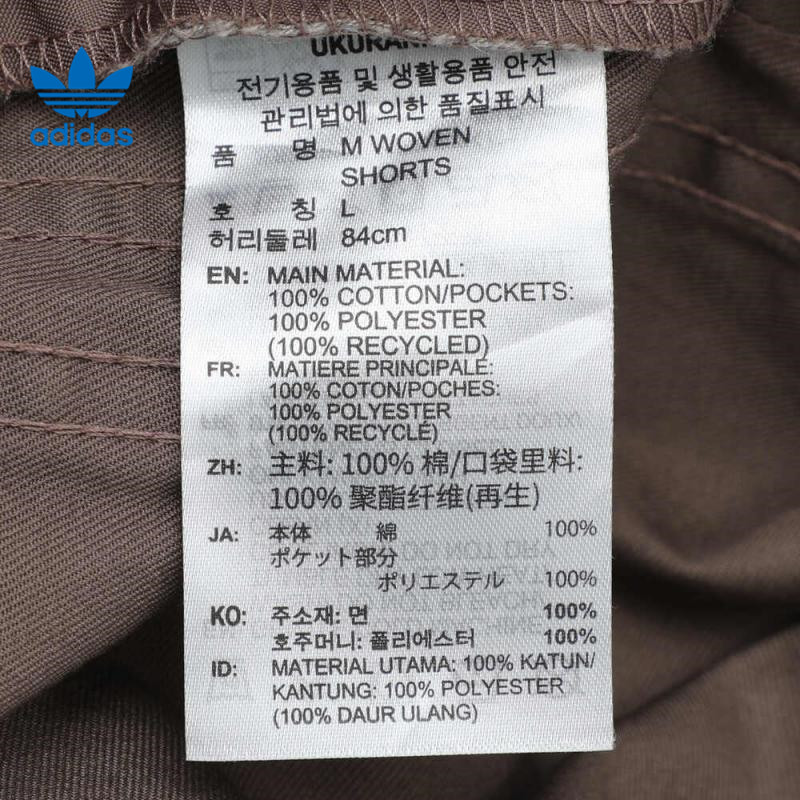 adidas
전기용품 및 생활용품 안전
관리법에 의한 품질표시
품 명 M WOVEN
SHORTS
호 칭 L
허리둘레 84cm
EN: MAIN MATERIAL:
100% COTTON/POCKETS:
100% POLYESTER
(100% RECYCLED)
FR: MATIERE PRINCIPALE:
100% COTON/POCHES:
100% POLYESTER
(100% RECYCLÉ)
ZH: 主料: 100% 棉/口袋里料:
100% 聚酯纤维(再生)
JA: 本体 綿 100%
ポケット部分
ポリエステル 100%
KO: 주소재: 면 100%
호주머니: 폴리에스터 100%
ID: MATERIAL UTAMA: 100% KATUN/
KANTUNG: 100% POLYESTER
(100% DAUR ULANG)